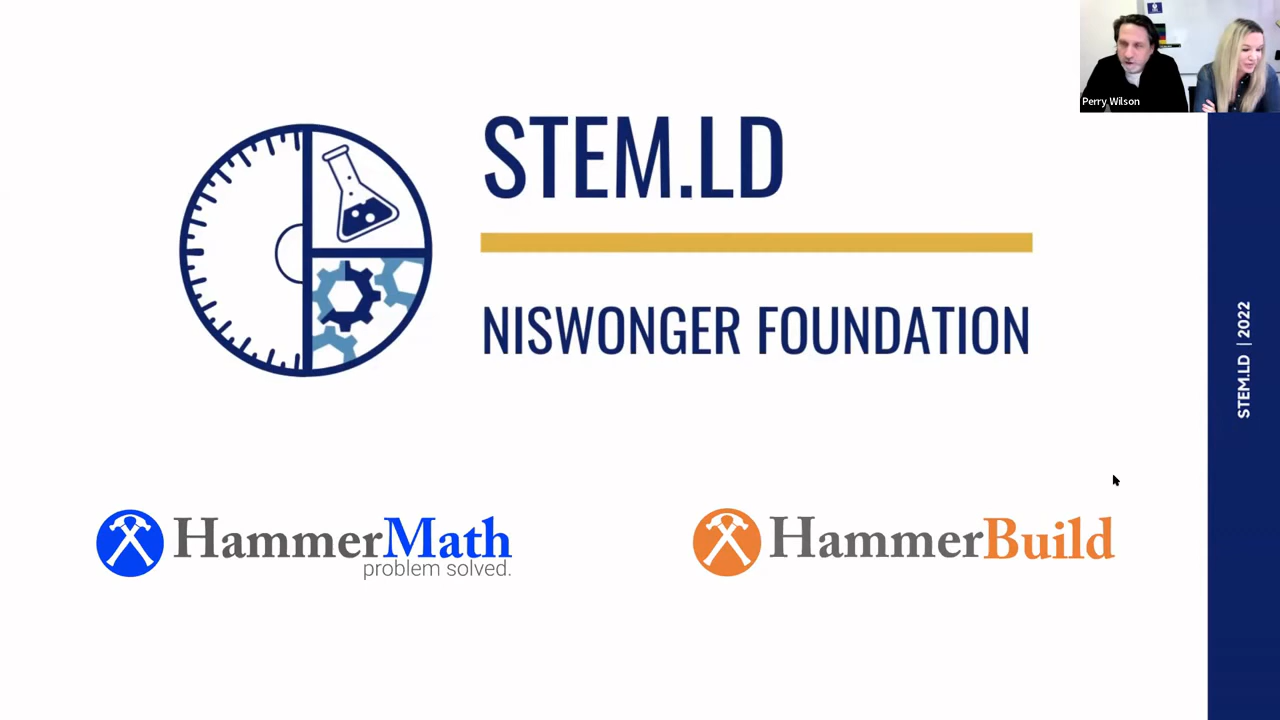 Perry Wilson
STEM.LD
NISWONGER FOUNDATION
HammerMath
problem solved.
HammerBuild
STEM.LD | 2022